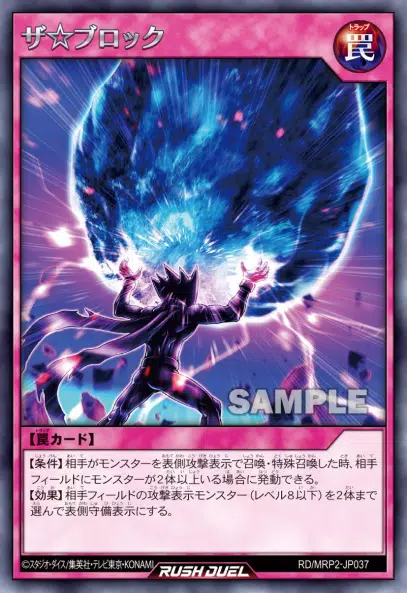 ザ☆ブロック
トラップ
罠
SAMPLE
トラップ
【罠カード】
【条件】相手がモンスターを表側攻撃表示で召喚・特殊召喚した時、相手
フィールドにモンスターが2体以上いる場合に発動できる。
【効果】相手フィールドの攻撃表示モンスター(レベル8以下)を2体まで
選んで表側守備表示にする。
©スタジオ・ダイス/集英社・テレビ東京・KONAMI
RUSH DUEL
RD/MRP2-JP037